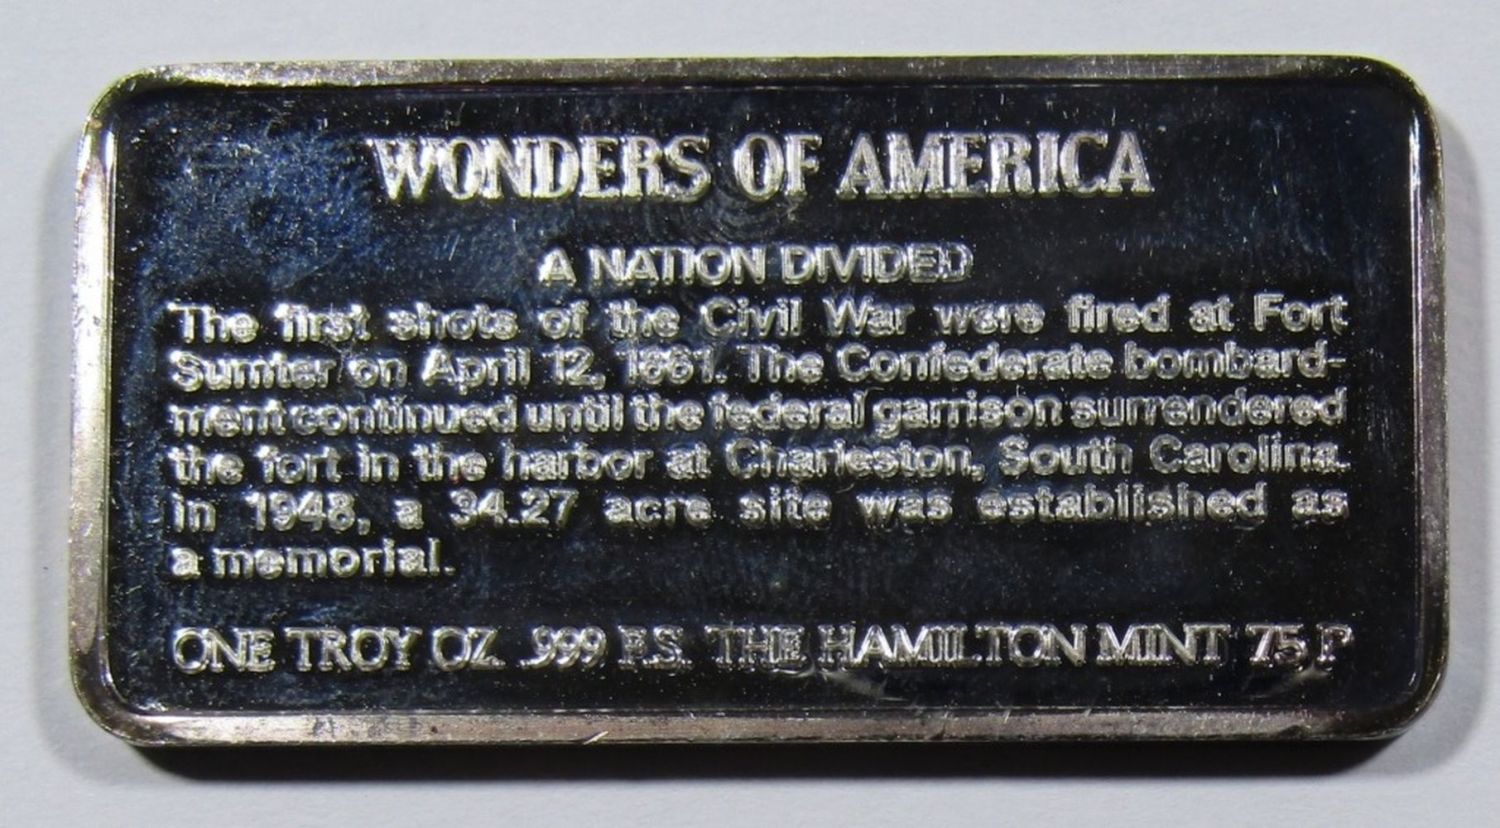 WONDERS OF AMERICA
A NATION DIVIDED
The first shots of the Civil War were fired at Fort
Sumter on April 12, 1861. The Confederate bombard-
ment continued until the federal garrison surrendered
the fort in the harbor at Charleston, South Carolina.
in 1948, a 34.27 acre site was established as
a memorial.
ONE TROY OZ. .999 F.S. THE HAMILTON MINT 75 P